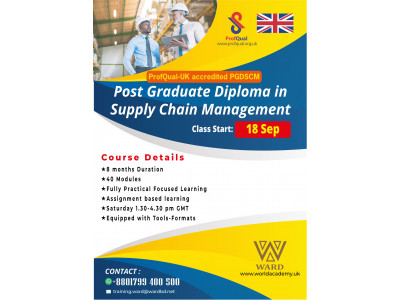 ProfQual
www.profqual.org.uk
ProfQual-UK accredited PGDSCM
Post Graduate Diploma in
Supply Chain Management
Class Start: 18 Sep
Course Details
★8 months Duration
★40 Modules
★Fully Practical Focused Learning
★Assignment based learning
★Saturday 1.30-4.30 pm GMT
★Equipped with Tools-Formats
WARD
www.worldacademy.uk
CONTACT :
-8801799 400 500
training.ward@wardbd.net